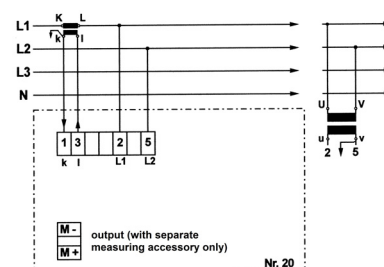 K L
L1
k l
L2
L3
N
U V
u v
2 5
1 3 2 5
k l L1 L2
M -
output (with separate
measuring accessory only)
M +
Nr. 20